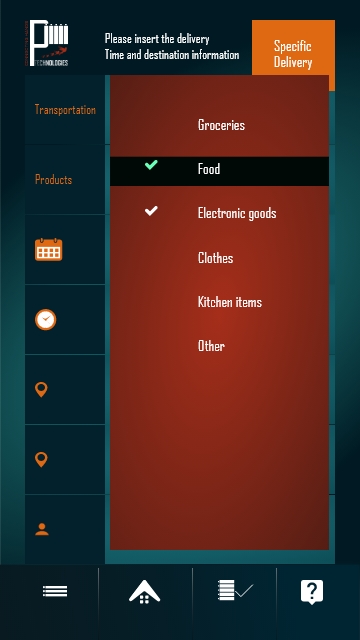 TECHNOLOGIES
Please insert the delivery
Time and destination information
Specific
Delivery
Transportation
Products
Groceries
Food
Electronic goods
Clothes
Kitchen items
Other